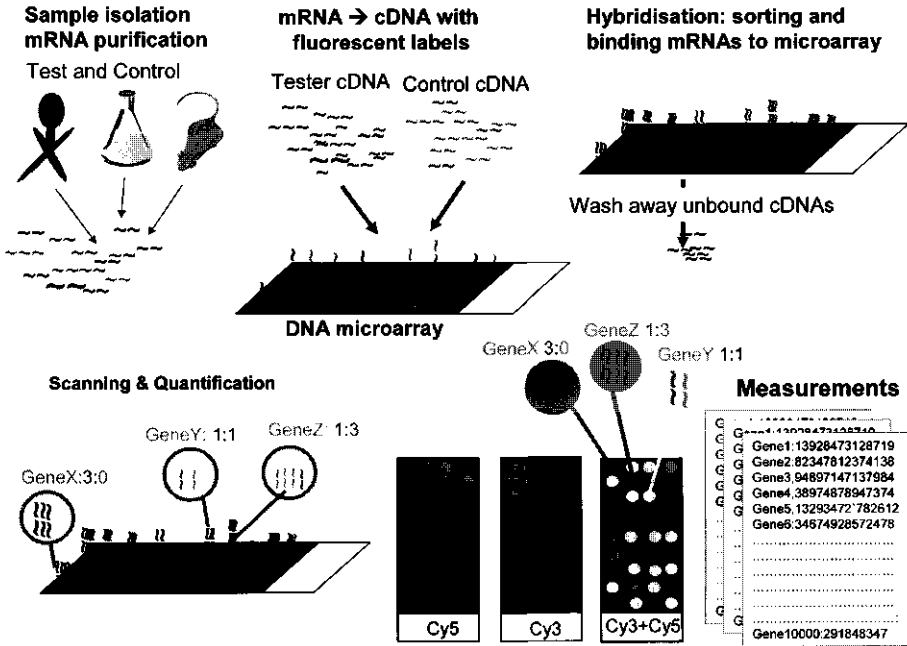 Sample isolation
mRNA purification
Test and Control
mRNA → cDNA with
fluorescent labels
Tester cDNA
Control cDNA
Hybridisation: sorting and
binding mRNAs to microarray
Wash away unbound cDNAs
DNA microarray
Scanning & Quantification
GeneX:3:0
GeneY: 1:1
GeneZ: 1:3
GeneX 3:0
GeneZ 1:3
GeneY 1:1
Cy5
Cy3
Cy3+Cy5
Measurements
Gene1:13928473128719
Gene2:82347812374138
Gene3,94897147137984
Gene4,38974878947374
Gene5,13293472`782612
Gene6:34674928572478
Gene10000:291848347